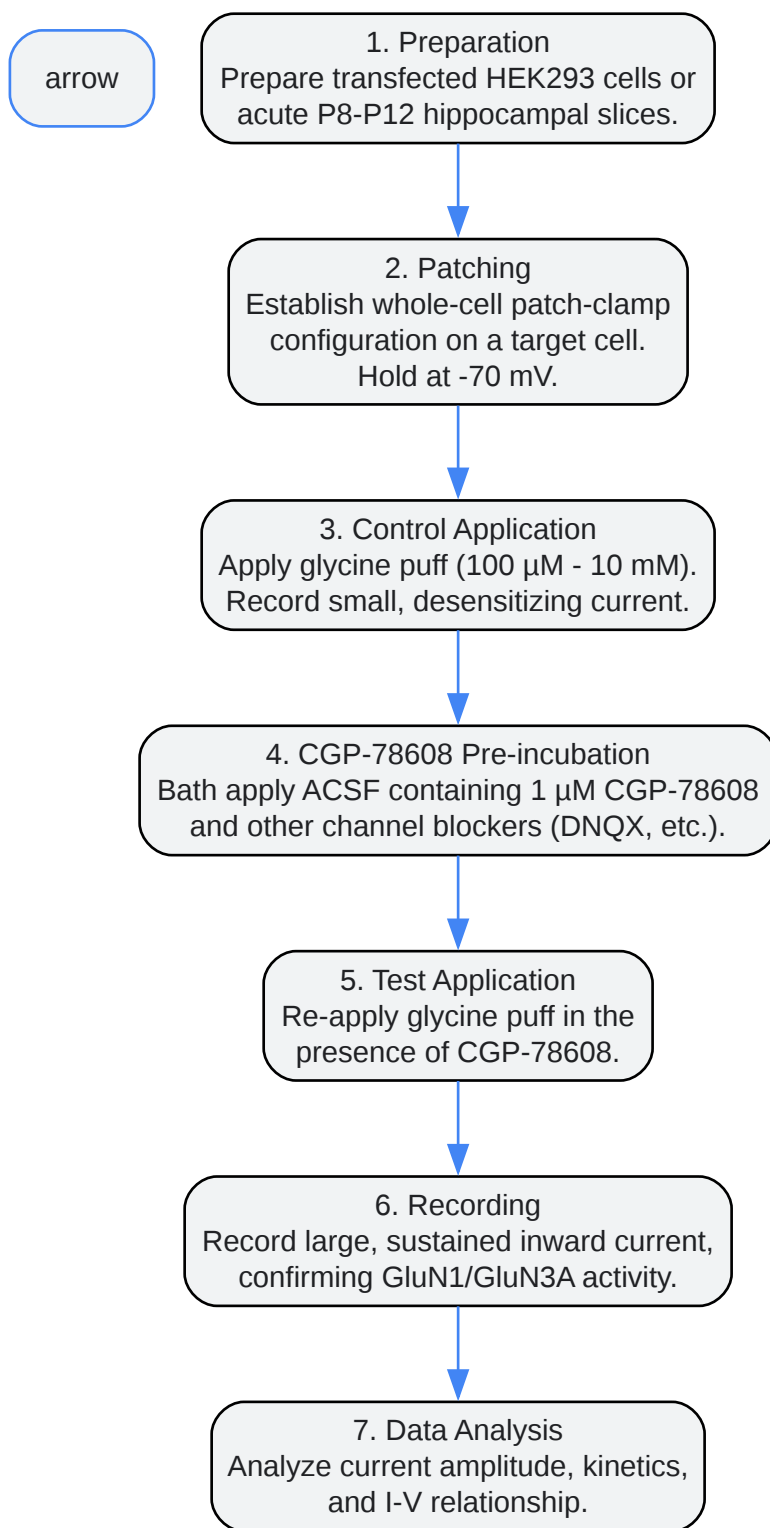 arrow
1. Preparation
Prepare transfected HEK293 cells or
acute P8-P12 hippocampal slices.
2. Patching
Establish whole-cell patch-clamp
configuration on a target cell.
Hold at -70 mV.
3. Control Application
Apply glycine puff (100 µM - 10 mM).
Record small, desensitizing current.
4. CGP-78608 Pre-incubation
Bath apply ACSF containing 1 µM CGP-78608
and other channel blockers (DNQX, etc.).
5. Test Application
Re-apply glycine puff in the
presence of CGP-78608.
6. Recording
Record large, sustained inward current,
confirming GluN1/GluN3A activity.
7. Data Analysis
Analyze current amplitude, kinetics,
and I-V relationship.